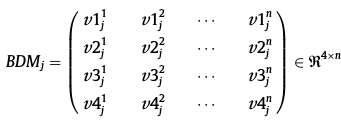 BDM_j = \begin{pmatrix} v1_j^1 & v1_j^2 & \cdots & v1_j^n \\ v2_j^1 & v2_j^2 & \cdots & v2_j^n \\ v3_j^1 & v3_j^2 & \cdots & v3_j^n \\ v4_j^1 & v4_j^2 & \cdots & v4_j^n \end{pmatrix} \in \Re^{4 \times n}